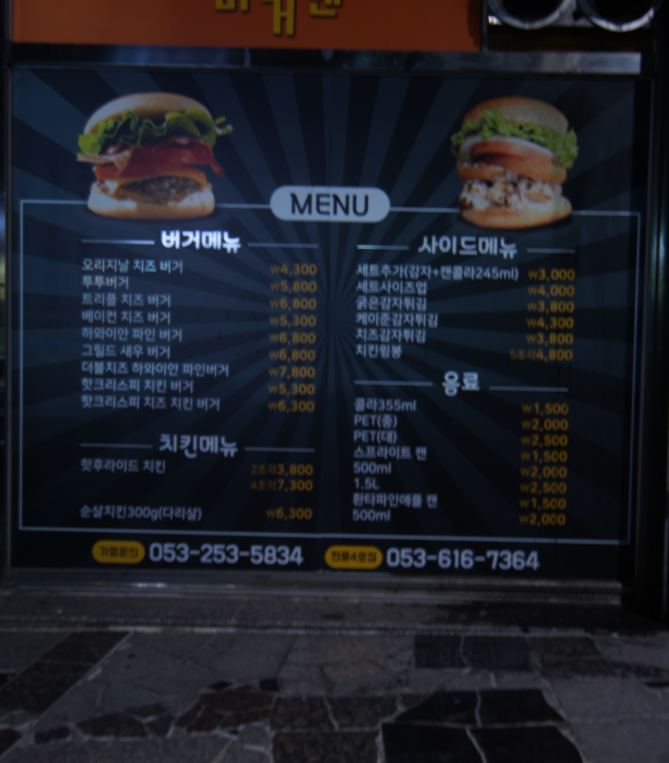 버거맨
MENU
버거메뉴
오리지날 치즈 버거 ₩4,300
투투버거 ₩5,800
트리플 치즈 버거 ₩6,800
베이컨 치즈 버거 ₩5,300
하와이안 파인 버거 ₩6,800
그릴드 새우 버거 ₩6,800
더블치즈 하와이안 파인버거 ₩7,800
핫크리스피 치킨 버거 ₩5,300
핫크리스피 치즈 치킨 버거 ₩6,300
치킨메뉴
핫후라이드 치킨 2조각3,800
4조각7,300
순살치킨300g(다리살) ₩6,300
사이드메뉴
세트추가(감자+캔콜라245ml) ₩3,000
세트사이즈업 ₩4,000
굵은감자튀김 ₩3,800
케이준감자튀김 ₩4,300
치즈감자튀김 ₩3,800
치킨윙봉 5조각4,800
음료
콜라355ml ₩1,500
PET(중) ₩2,000
PET(대) ₩2,500
스프라이트 캔 ₩1,500
500ml ₩2,000
1.5L ₩2,500
환타파인애플 캔 ₩1,500
500ml ₩2,000
가맹문의 053-253-5834 전통4호점 053-616-7364